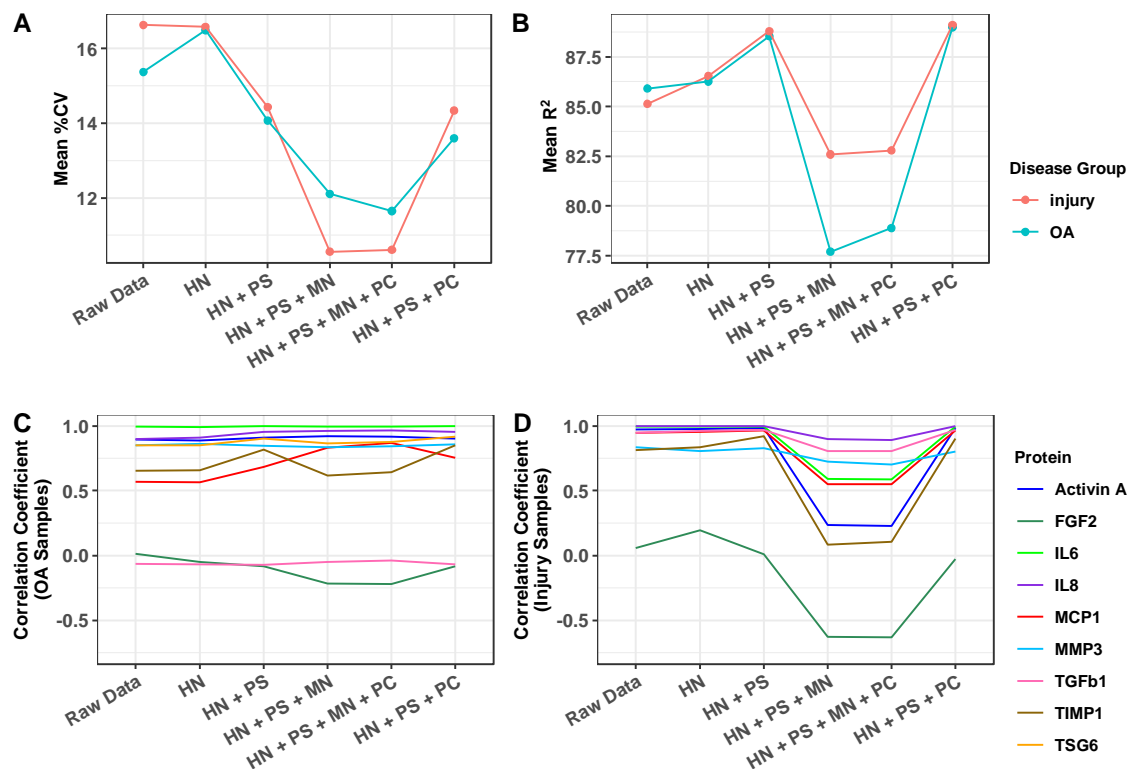 A
Mean %CV
16
14
12
Raw Data
HN
HN + PS
HN + PS + MN
HN + PS + MN + PC
HN + PS + PC
B
Mean R²
87.5
85.0
82.5
80.0
77.5
Raw Data
HN
HN + PS
HN + PS + MN
HN + PS + MN + PC
HN + PS + PC
Disease Group
injury
OA
C
Correlation Coefficient
(OA Samples)
1.0
0.5
0.0
-0.5
Raw Data
HN
HN + PS
HN + PS + MN
HN + PS + MN + PC
HN + PS + PC
D
Correlation Coefficient
(Injury Samples)
1.0
0.5
0.0
-0.5
Raw Data
HN
HN + PS
HN + PS + MN
HN + PS + MN + PC
HN + PS + PC
Protein
Activin A
FGF2
IL6
IL8
MCP1
MMP3
TGFb1
TIMP1
TSG6